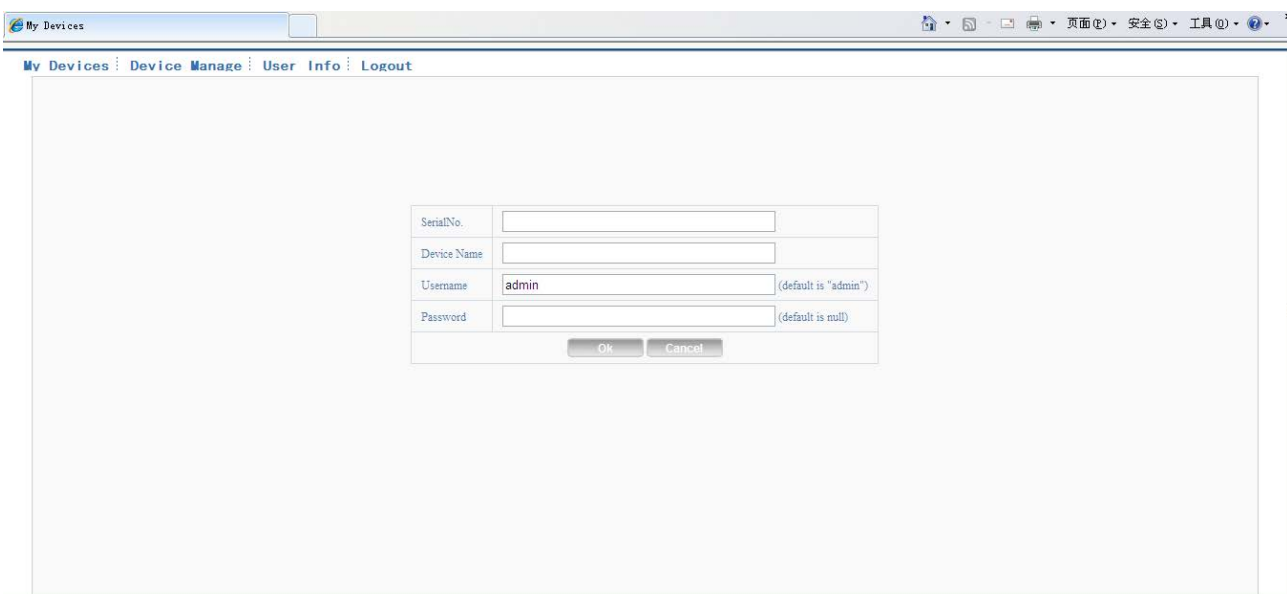 My Devices 页面(P) 安全(S) 工具(O)
My Devices Device Manage User Info Logout
SerialNo.
Device Name
Username admin (default is "admin")
Password (default is null)
Ok Cancel